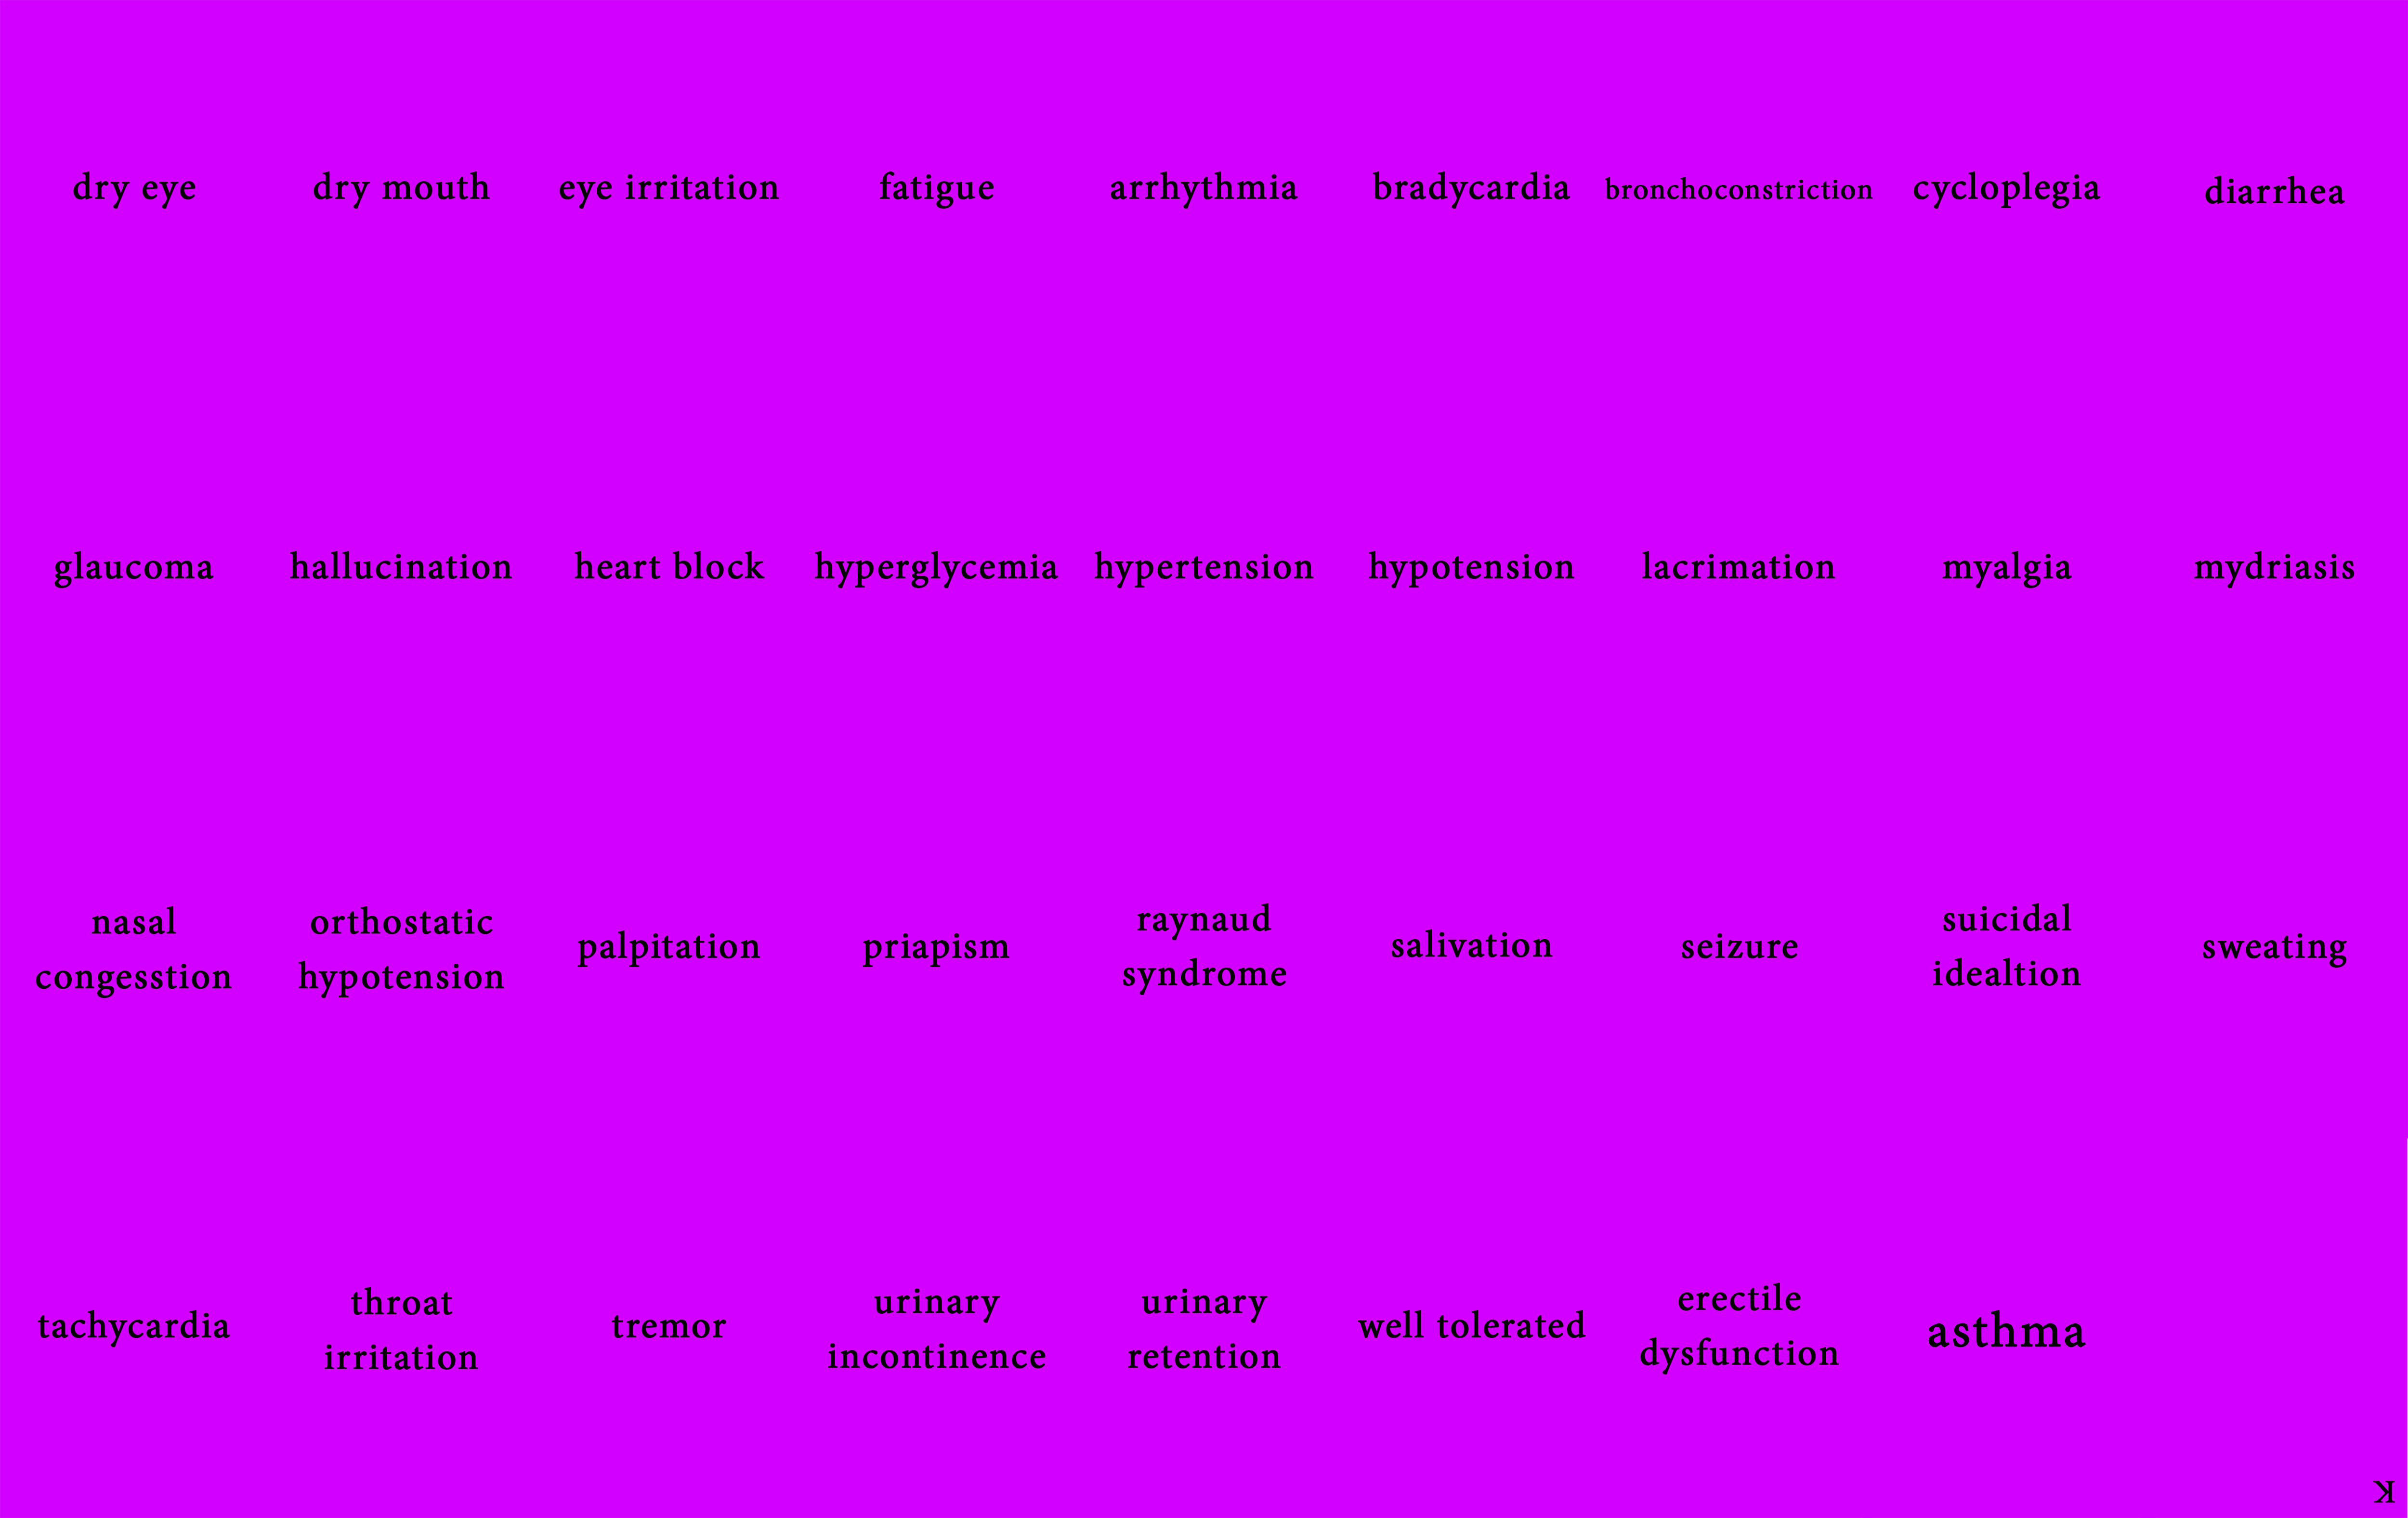 dry eye
dry mouth
eye irritation
fatigue
arrhythmia
bradycardia
bronchoconstriction
cycloplegia
diarrhea
glaucoma
hallucination
heart block
hyperglycemia
hypertension
hypotension
lacrimation
myalgia
mydriasis
nasal
congesstion
orthostatic
hypotension
palpitation
priapism
raynaud
syndrome
salivation
seizure
suicidal
idealtion
sweating
tachycardia
throat
irritation
tremor
urinary
incontinence
urinary
retention
well tolerated
erectile
dysfunction
asthma
K